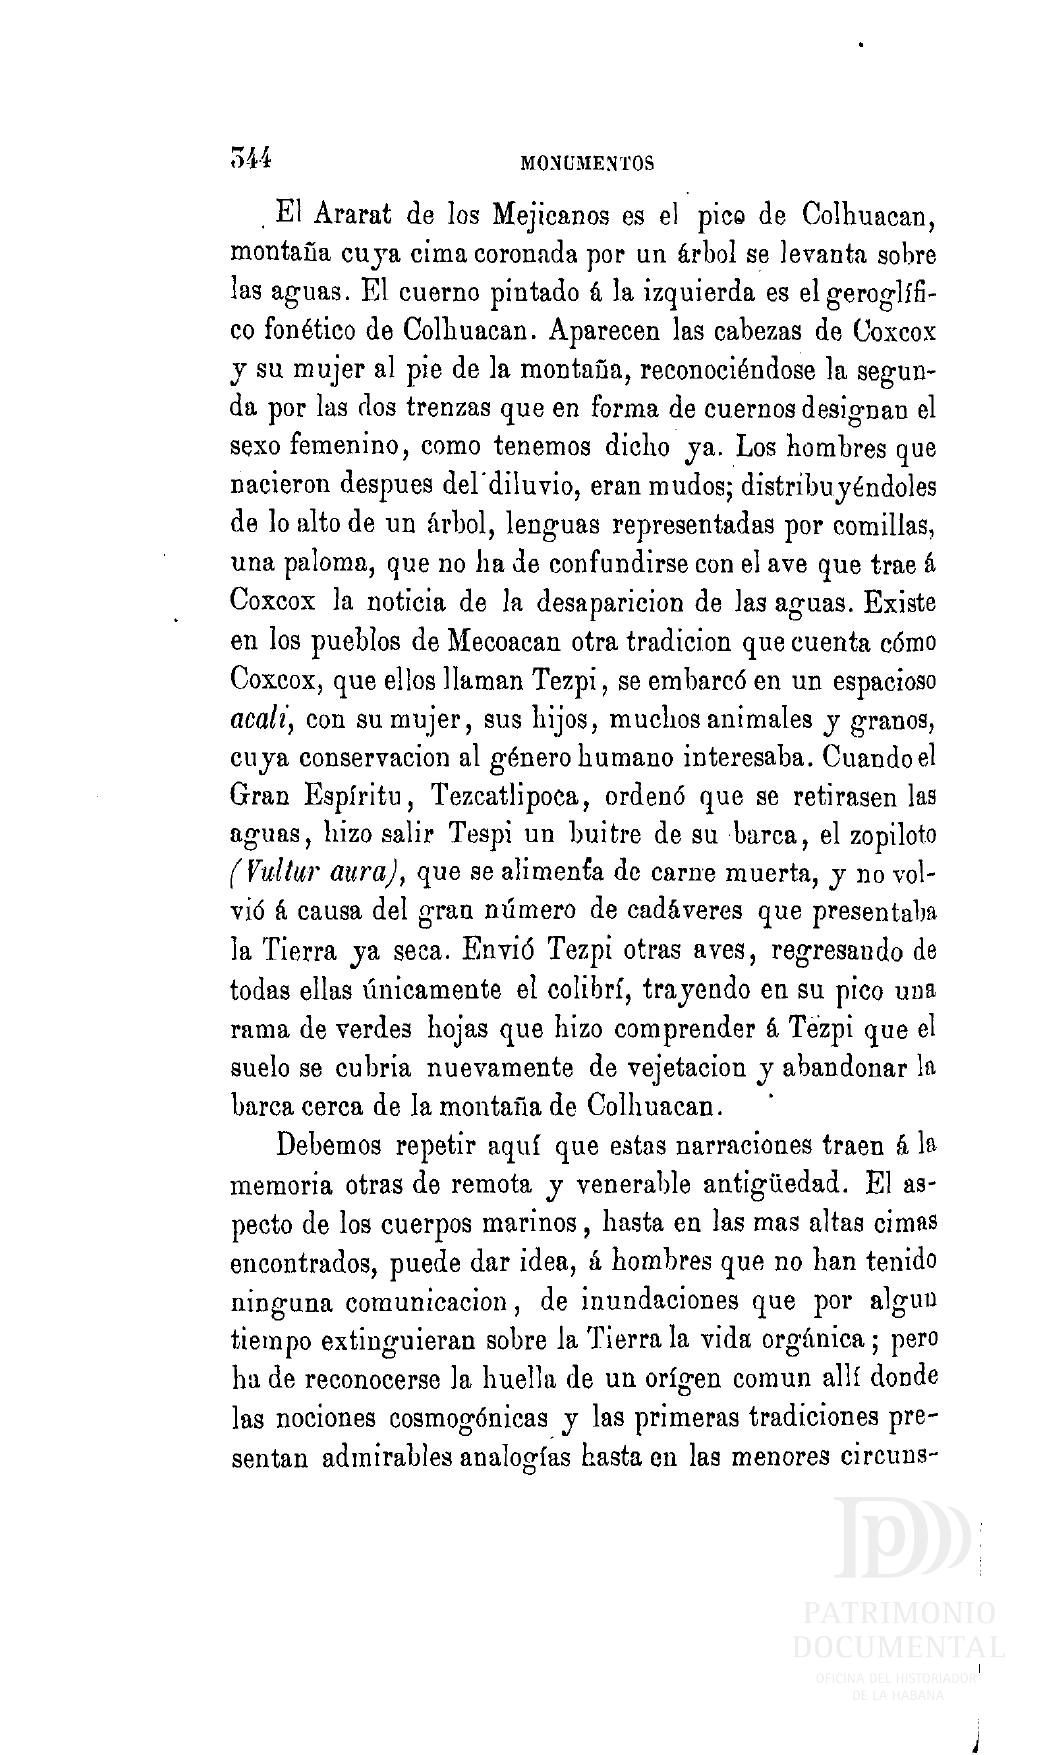 344 MONUMENTOS
El Ararat de los Mejicanos es el pico de Colhuacan,
montaña cuya cima coronada por un árbol se levanta sobre
las aguas. El cuerno pintado á la izquierda es el geroglífi-
co fonético de Colhuacan. Aparecen las cabezas de Coxcox
y su mujer al pie de la montaña, reconociéndose la segun-
da por las dos trenzas que en forma de cuernos designan el
sexo femenino, como tenemos dicho ya. Los hombres que
nacieron despues del diluvio, eran mudos; distribuyéndoles
de lo alto de un árbol, lenguas representadas por comillas,
una paloma, que no ha de confundirse con el ave que trae á
Coxcox la noticia de la desaparicion de las aguas. Existe
en los pueblos de Mecoacan otra tradicion que cuenta cómo
Coxcox, que ellos llaman Tezpi, se embarcó en un espacioso
acali, con su mujer, sus hijos, muchos animales y granos,
cuya conservacion al género humano interesaba. Cuando el
Gran Espíritu, Tezcatlipoca, ordenó que se retirasen las
aguas, hizo salir Tespi un buitre de su barca, el zopiloto
(Vultur aura), que se alimenta de carne muerta, y no vol-
vió á causa del gran número de cadáveres que presentaba
la Tierra ya seca. Envió Tezpi otras aves, regresando de
todas ellas únicamente el colibrí, trayendo en su pico una
rama de verdes hojas que hizo comprender á Tezpi que el
suelo se cubria nuevamente de vejetacion y abandonar la
barca cerca de la montaña de Colhuacan.
Debemos repetir aquí que estas narraciones traen á la
memoria otras de remota y venerable antigüedad. El as-
pecto de los cuerpos marinos, hasta en las mas altas cimas
encontrados, puede dar idea, á hombres que no han tenido
ninguna comunicacion, de inundaciones que por algun
tiempo extinguieran sobre la Tierra la vida orgánica; pero
ha de reconocerse la huella de un orígen comun allí donde
las nociones cosmogónicas y las primeras tradiciones pre-
sentan admirables analogías hasta en las menores circuns-
PATRIMONIO
DOCUMENTAL
OFICINA DEL HISTORIADOR
DE LA HABANA